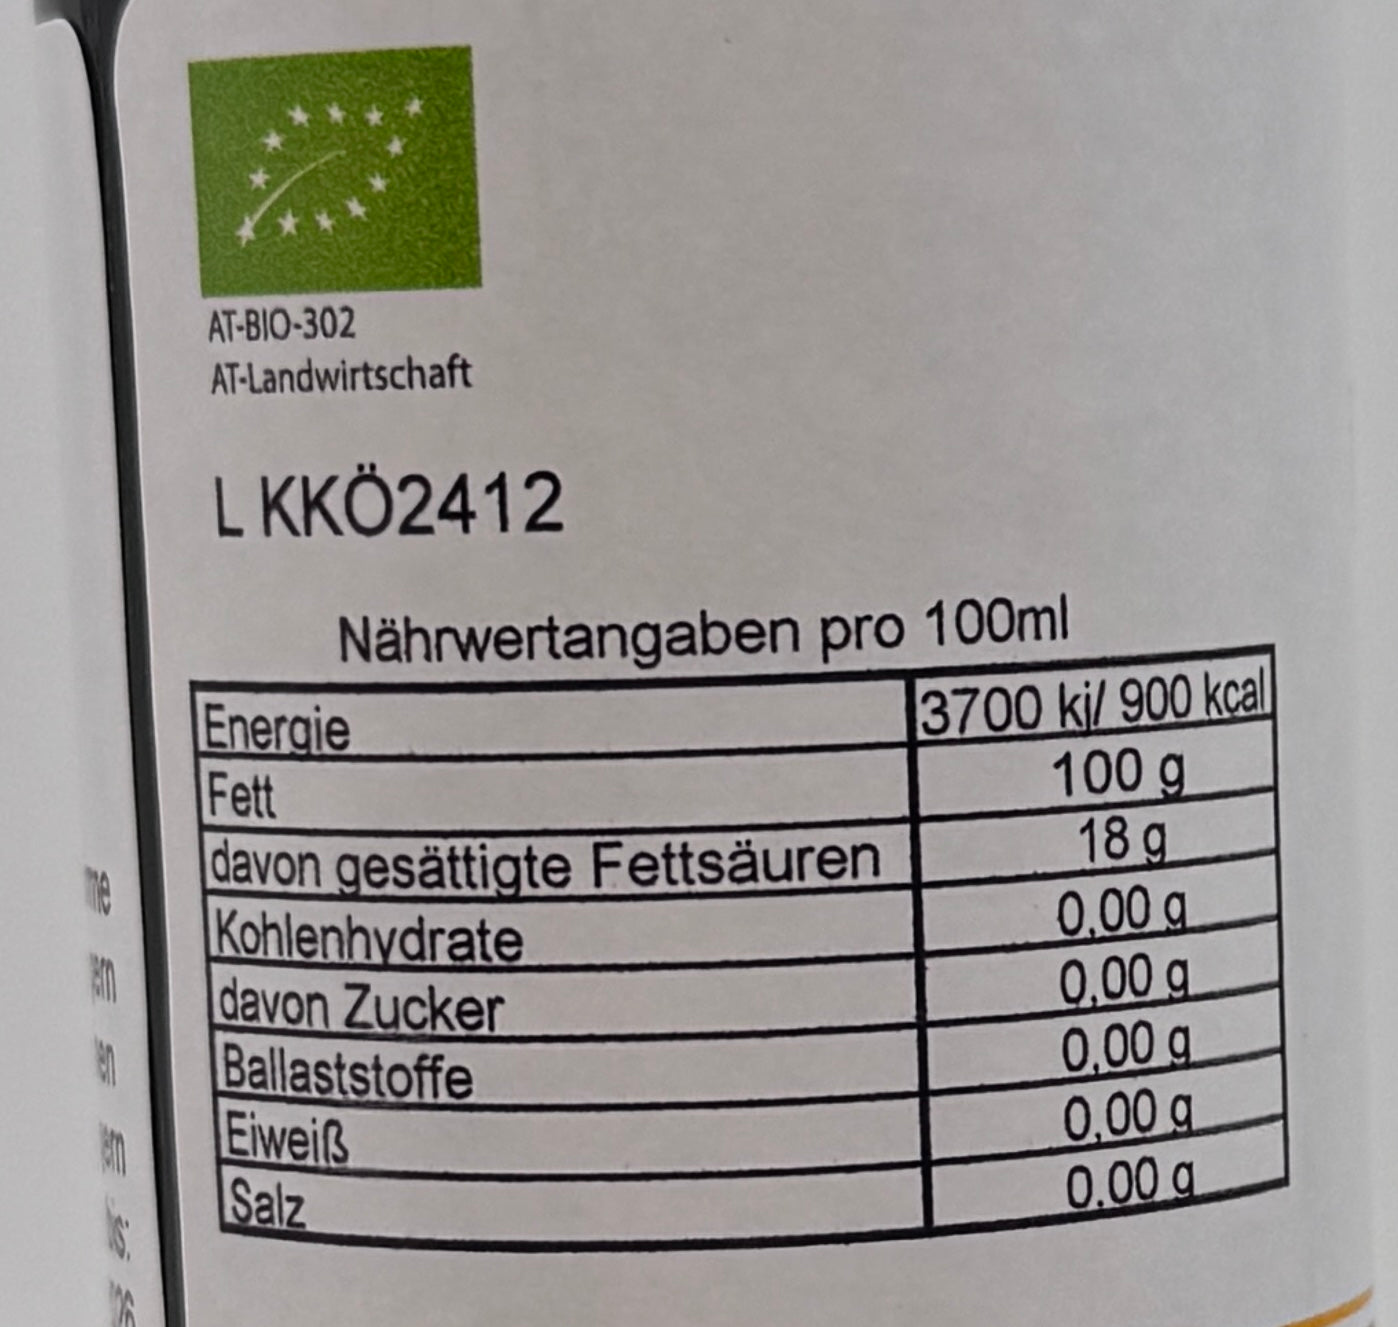 AT-BIO-302
AT-Landwirtschaft
L KKÖ2412
Nährwertangaben pro 100ml
Energie 3700 kj/ 900 kcal
Fett 100 g
davon gesättigte Fettsäuren 18 g
Kohlenhydrate 0,00 g
davon Zucker 0,00 g
Ballaststoffe 0,00 g
Eiweiß 0,00 g
Salz 0.00 g